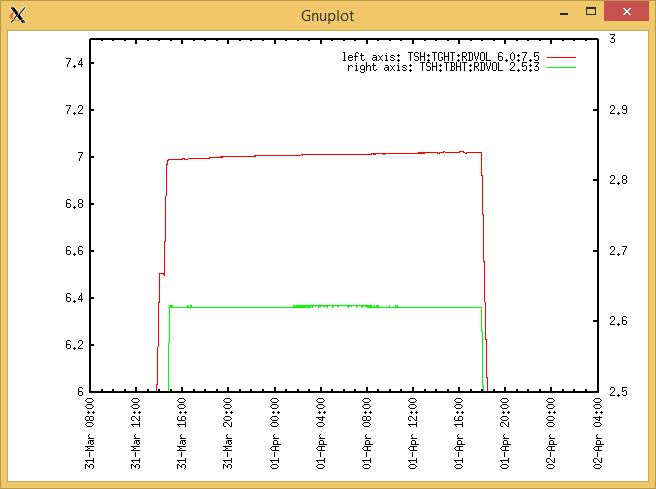 Gnuplot
left axis: TSH:TGHT:RDVOL 6.0:7.5
right axis: TSH:TBHT:RDVOL 2.5:3
7.4
7.2
7
6.8
6.6
6.4
6.2
6
3
2.9
2.8
2.7
2.6
2.5
31-Mar 08:00
31-Mar 12:00
31-Mar 16:00
31-Mar 20:00
01-Apr 00:00
01-Apr 04:00
01-Apr 08:00
01-Apr 12:00
01-Apr 16:00
01-Apr 20:00
02-Apr 00:00
02-Apr 04:00